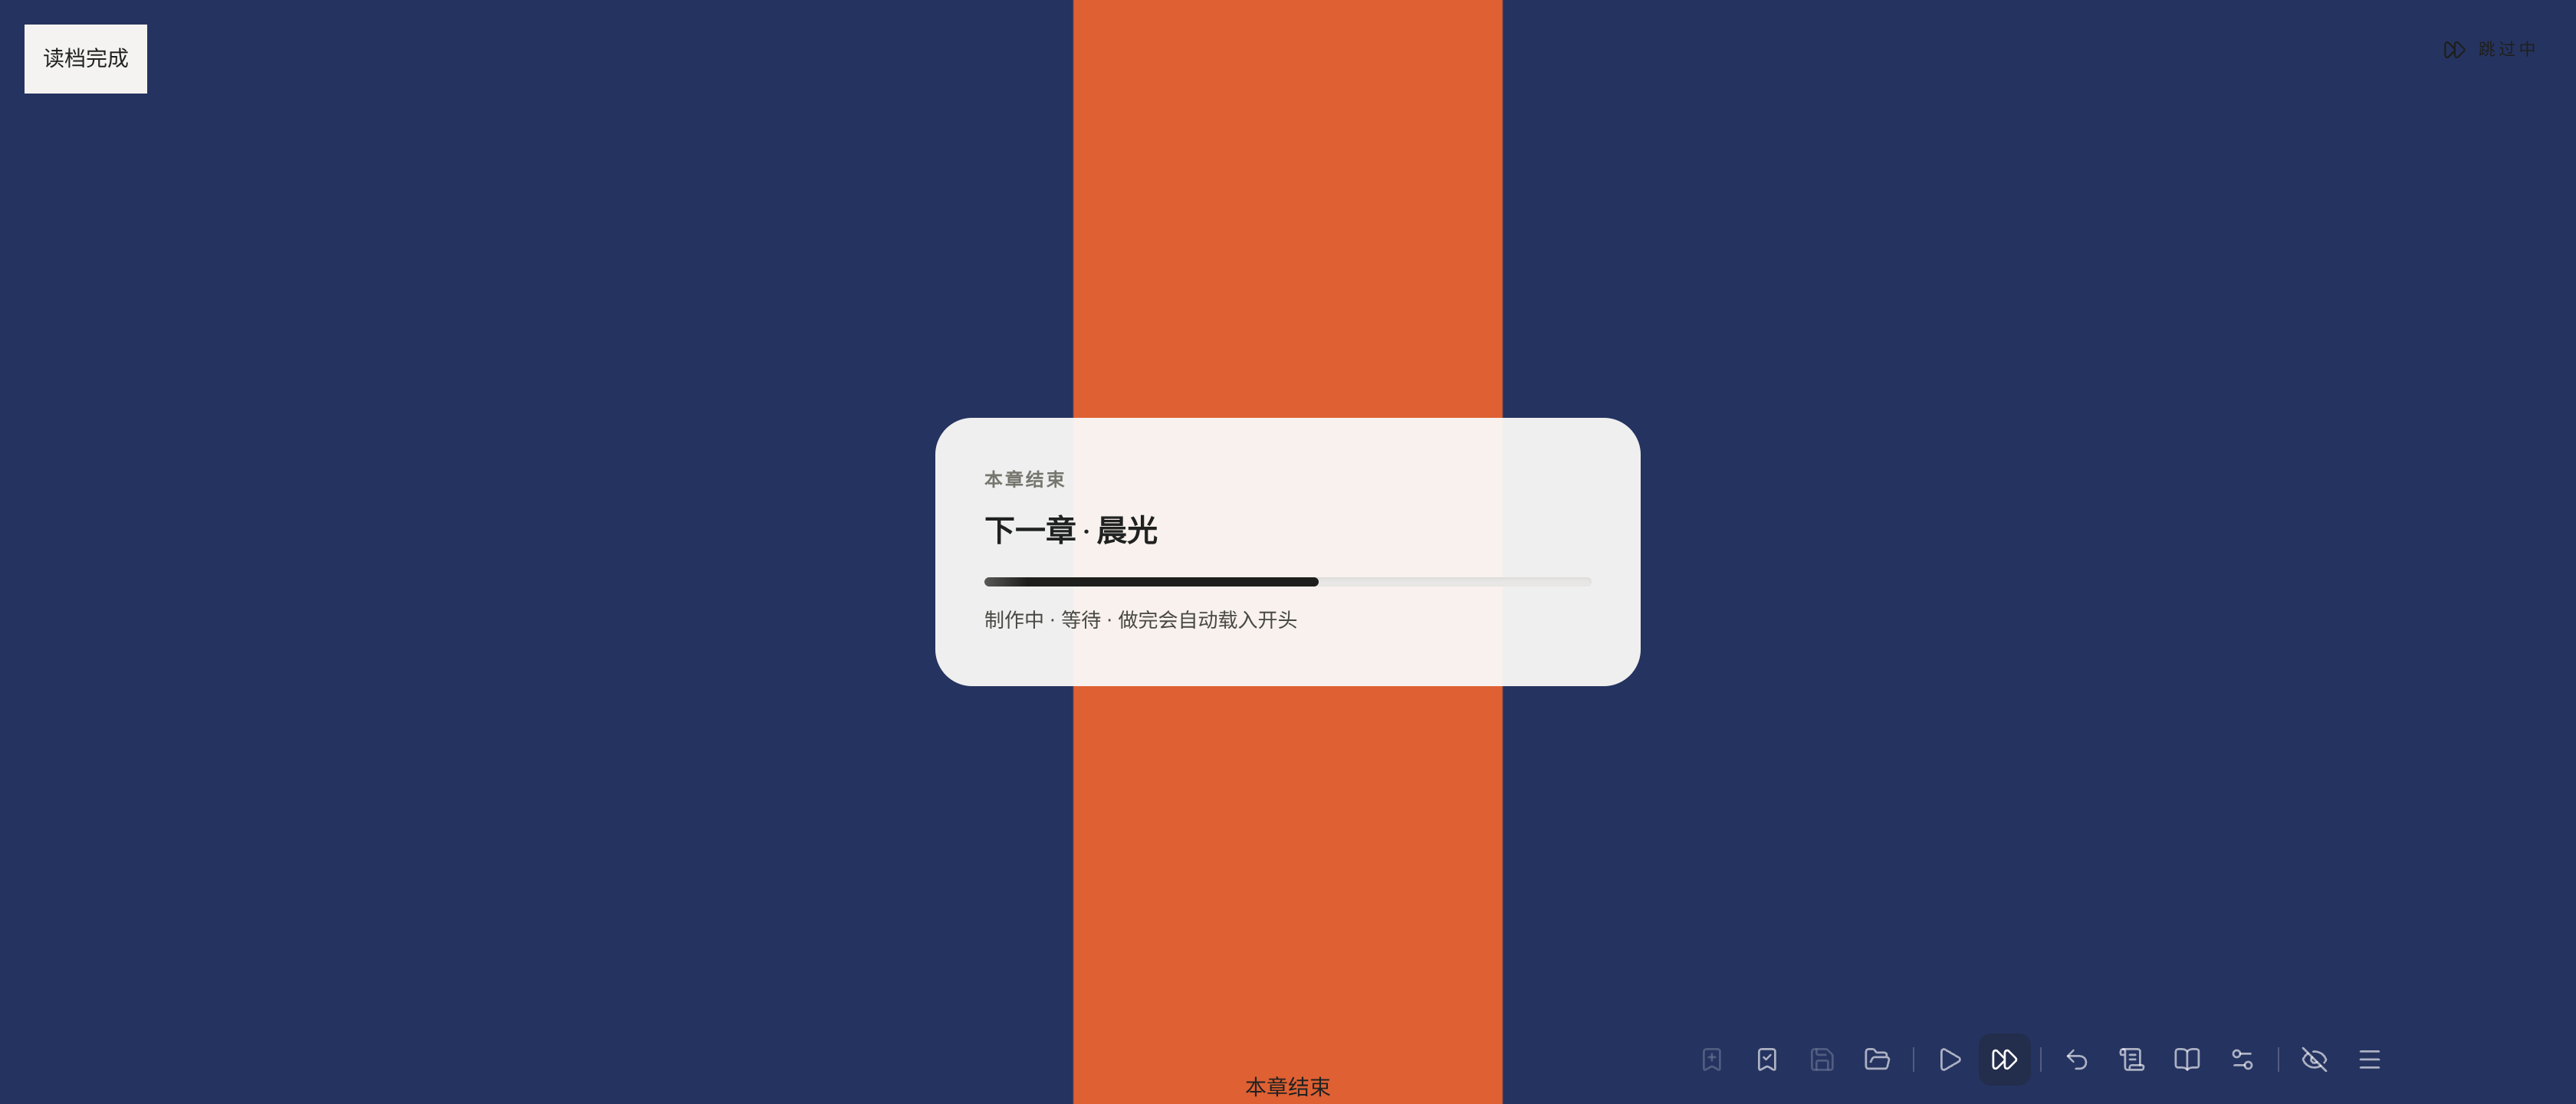 读档完成
跳过中
本章结束
下一章 · 晨光
制作中 · 等待 · 做完会自动载入开头
本章结束